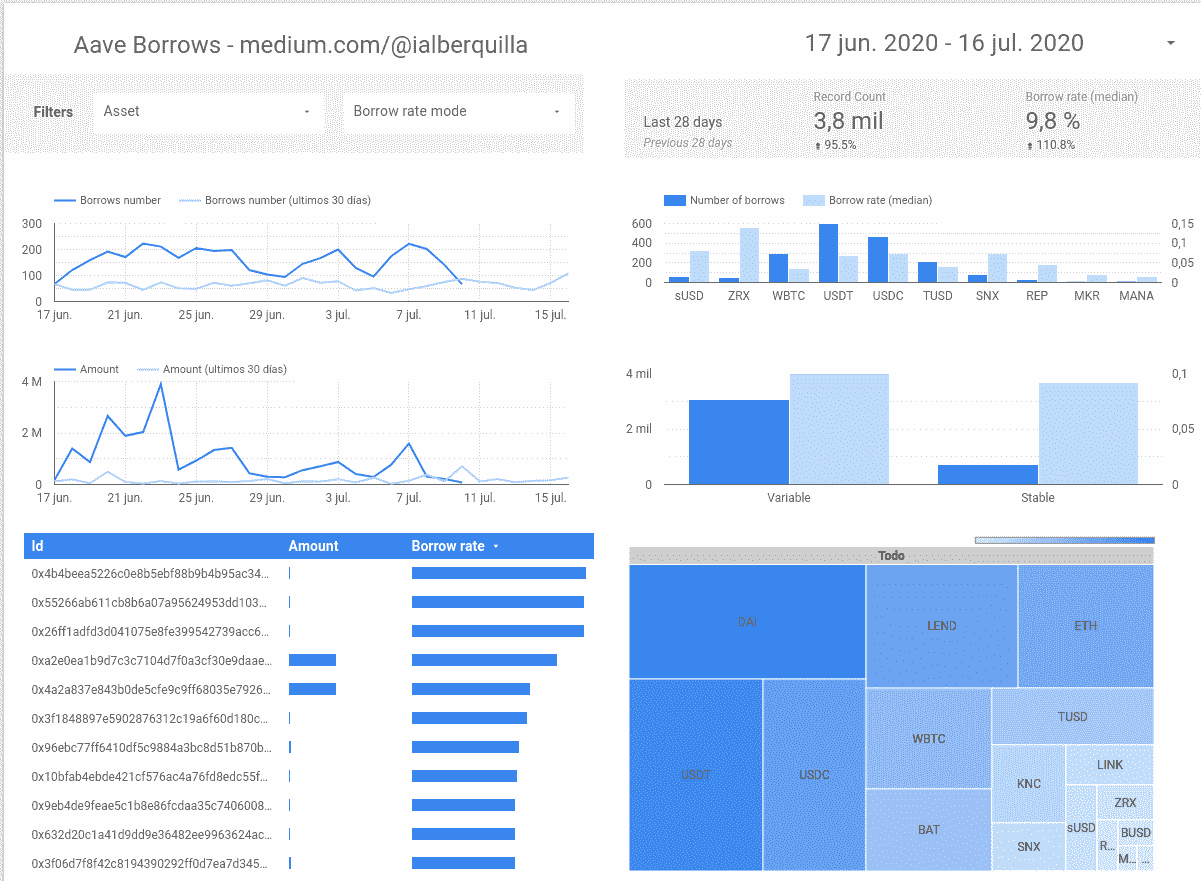 Aave Borrows - medium.com/@ialberquilla
17 jun. 2020 - 16 jul. 2020
Filters
Asset
Borrow rate mode
Last 28 days
Previous 28 days
Record Count
3,8 mil
95.5%
Borrow rate (median)
9,8 %
110.8%
Borrows number
Borrows number (ultimos 30 días)
300
200
100
0
17 jun.
21 jun.
25 jun.
29 jun.
3 jul.
7 jul.
11 jul.
15 jul.
Number of borrows
Borrow rate (median)
600
400
200
0
0,15
0,1
0,05
0
sUSD
ZRX
WBTC
USDT
USDC
TUSD
SNX
REP
MKR
MANA
Amount
Amount (ultimos 30 días)
4 M
2 M
0
17 jun.
21 jun.
25 jun.
29 jun.
3 jul.
7 jul.
11 jul.
15 jul.
4 mil
2 mil
0
0,1
0,05
0
Variable
Stable
Id Amount Borrow rate
0x4b4beea5226c0e8b5ebf88b9b4b95ac34...
0x55266ab611cb8b6a07a95624953dd103...
0x26ff1adfd3d041075e8fe399542739acc6...
0xa2e0ea1b9d7c3c7104d7f0a3cf30e9daae...
0x4a2a837e843b0de5cfe9c9ff68035e7926...
0x3f1848897e5902876312c19a6f60d180c...
0x96ebc77ff6410df5c9884a3bc8d51b870b...
0x10bfab4ebde421cf576ac4a76fd8edc55f...
0x9eb4de9feae5c1b8e86fcdaa35c7406008...
0x632d20c1a41d9dd9e36482ee9963624ac...
0x3f06d7f8f42c8194390292ff0d7ea7d345...
Todo
DAI
LEND
ETH
USDT
USDC
WBTC
TUSD
BAT
KNC
LINK
SNX
sUSD
ZRX
R...
BUSD
M...
...